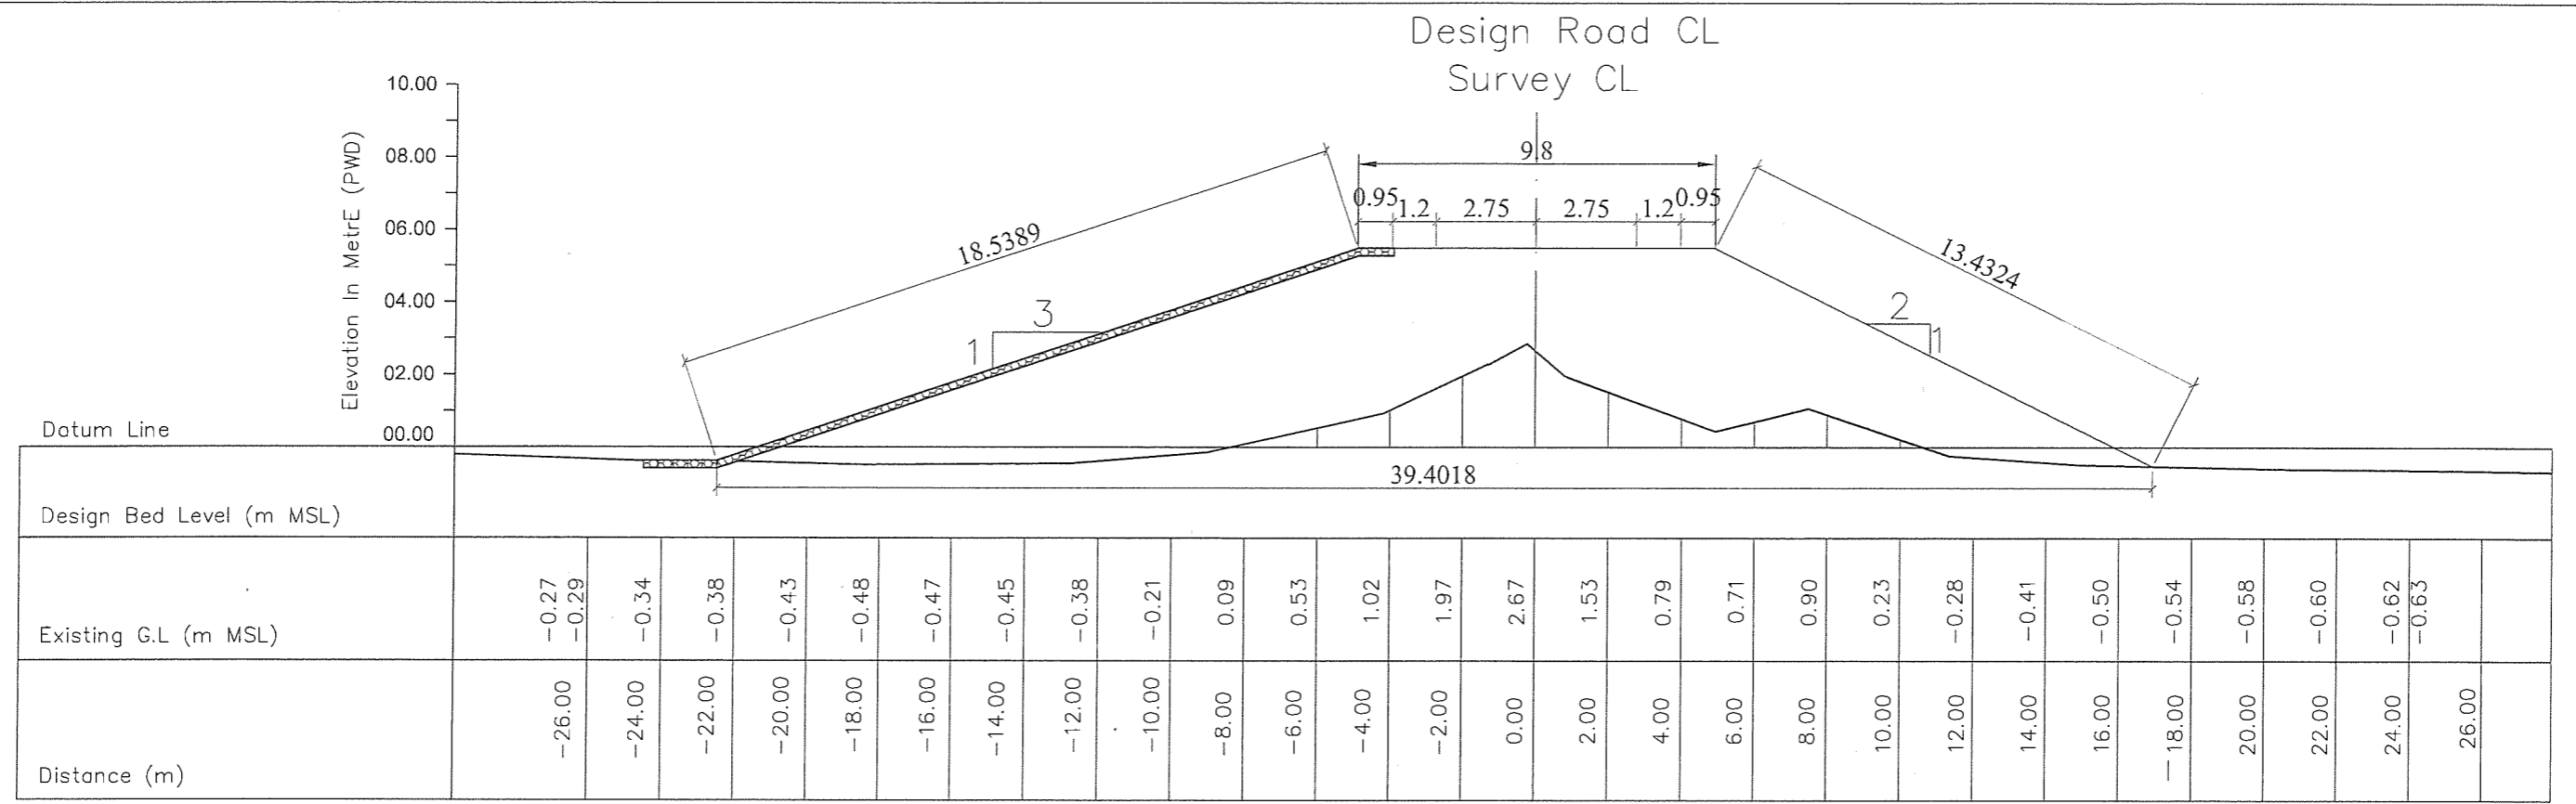 Design Road CL
Survey CL
10.00
08.00
06.00
04.00
02.00
00.00
Elevation In MetrE (PWD)
9.8
0.95 1.2 2.75 2.75 1.2 0.95
18.5389
13.4324
3
1
2
1
39.4018
Datum Line
Design Bed Level (m MSL)
Existing G.L (m MSL) -0.27 -0.29 -0.34 -0.38 -0.43 -0.48 -0.47 -0.45 -0.38 -0.21 0.09 0.53 1.02 1.97 2.67 1.53 0.79 0.71 0.90 0.23 -0.28 -0.41 -0.50 -0.54 -0.58 -0.60 -0.62 -0.63
Distance (m) -26.00 -24.00 -22.00 -20.00 -18.00 -16.00 -14.00 -12.00 -10.00 -8.00 -6.00 -4.00 -2.00 0.00 2.00 4.00 6.00 8.00 10.00 12.00 14.00 16.00 -18.00 20.00 22.00 24.00 26.00